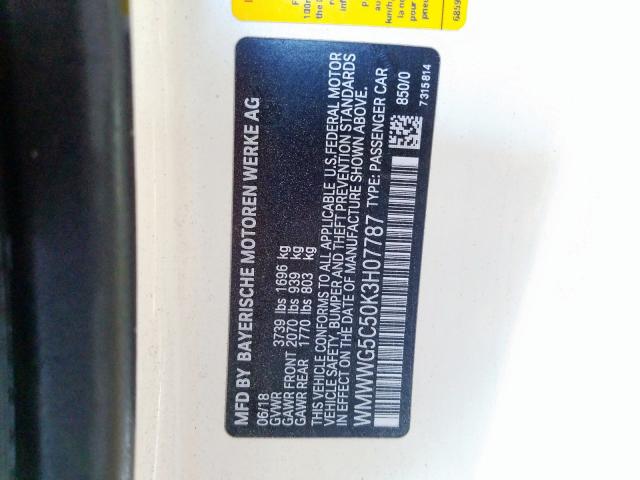 MFD BY BAYERISCHE MOTOREN WERKE AG
06/18
GVWR 3739 lbs 1696 kg
GAWR FRONT 2070 lbs 939 kg
GAWR REAR 1770 lbs 803 kg
THIS VEHICLE CONFORMS TO ALL APPLICABLE U.S.FEDERAL MOTOR
VEHICLE SAFETY, BUMPER AND THEFT PREVENTION STANDARDS
IN EFFECT ON THE DATE OF MANUFACTURE SHOWN ABOVE.
WMWWG5C50K3H07787 TYPE: PASSENGER CAR
850/0
7 315 814